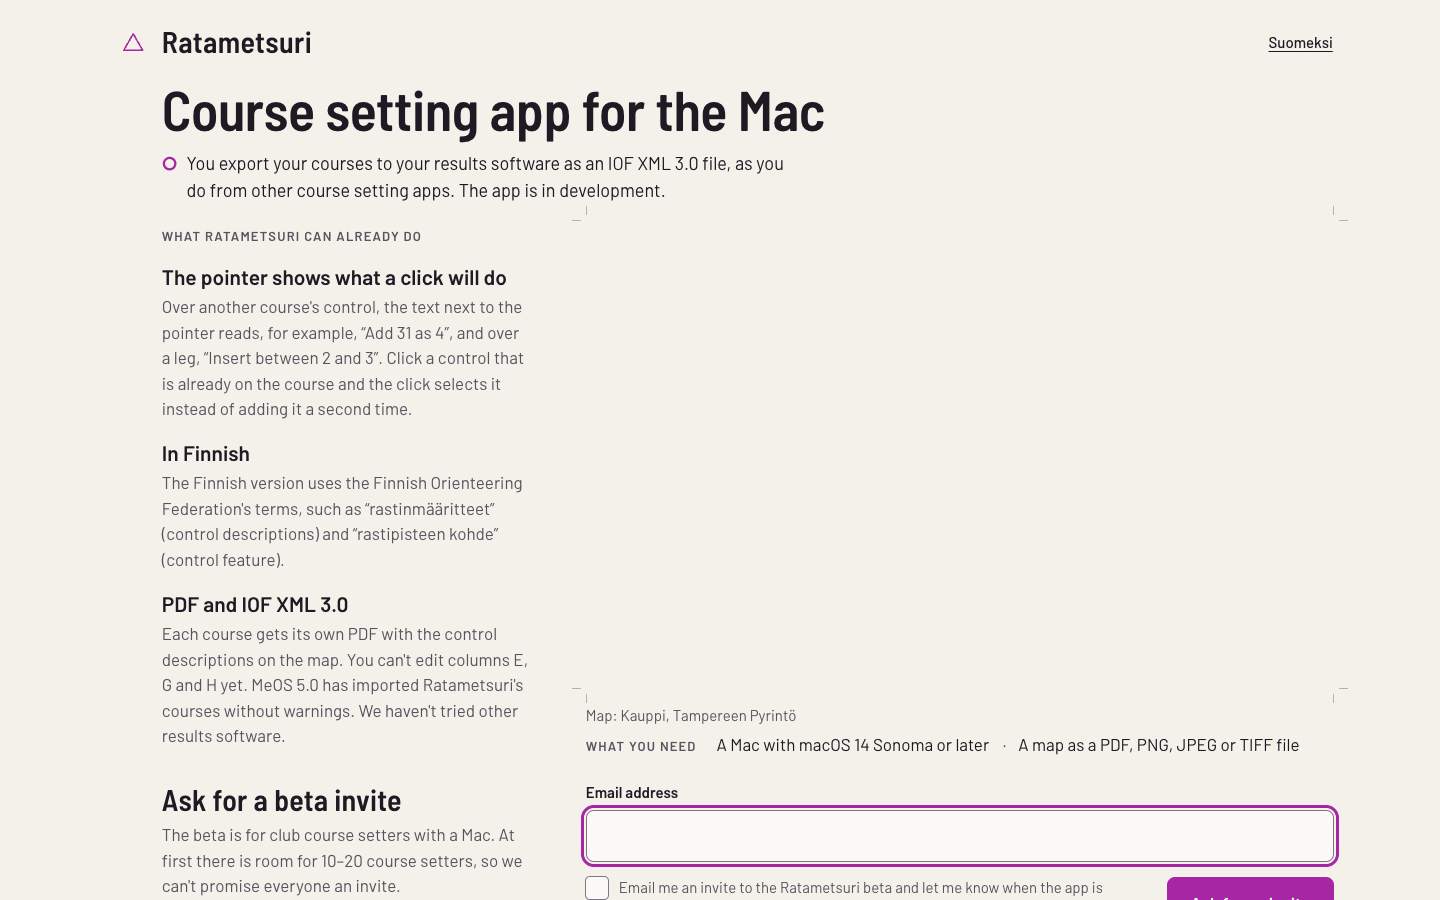 Ratametsuri
Suomeksi
Course setting app for the Mac
You export your courses to your results software as an IOF XML 3.0 file, as you
do from other course setting apps. The app is in development.
WHAT RATAMETSURI CAN ALREADY DO
The pointer shows what a click will do
Over another course's control, the text next to the
pointer reads, for example, “Add 31 as 4”, and over
a leg, “Insert between 2 and 3”. Click a control that
is already on the course and the click selects it
instead of adding it a second time.
In Finnish
The Finnish version uses the Finnish Orienteering
Federation's terms, such as “rastinmääritteet”
(control descriptions) and “rastipisteen kohde”
(control feature).
PDF and IOF XML 3.0
Each course gets its own PDF with the control
descriptions on the map. You can't edit columns E,
G and H yet. MeOS 5.0 has imported Ratametsuri's
courses without warnings. We haven't tried other
results software.
Map: Kauppi, Tampereen Pyrintö
WHAT YOU NEED A Mac with macOS 14 Sonoma or later · A map as a PDF, PNG, JPEG or TIFF file
Ask for a beta invite
The beta is for club course setters with a Mac. At
first there is room for 10–20 course setters, so we
can't promise everyone an invite.
Email address
Email me an invite to the Ratametsuri beta and let me know when the app is